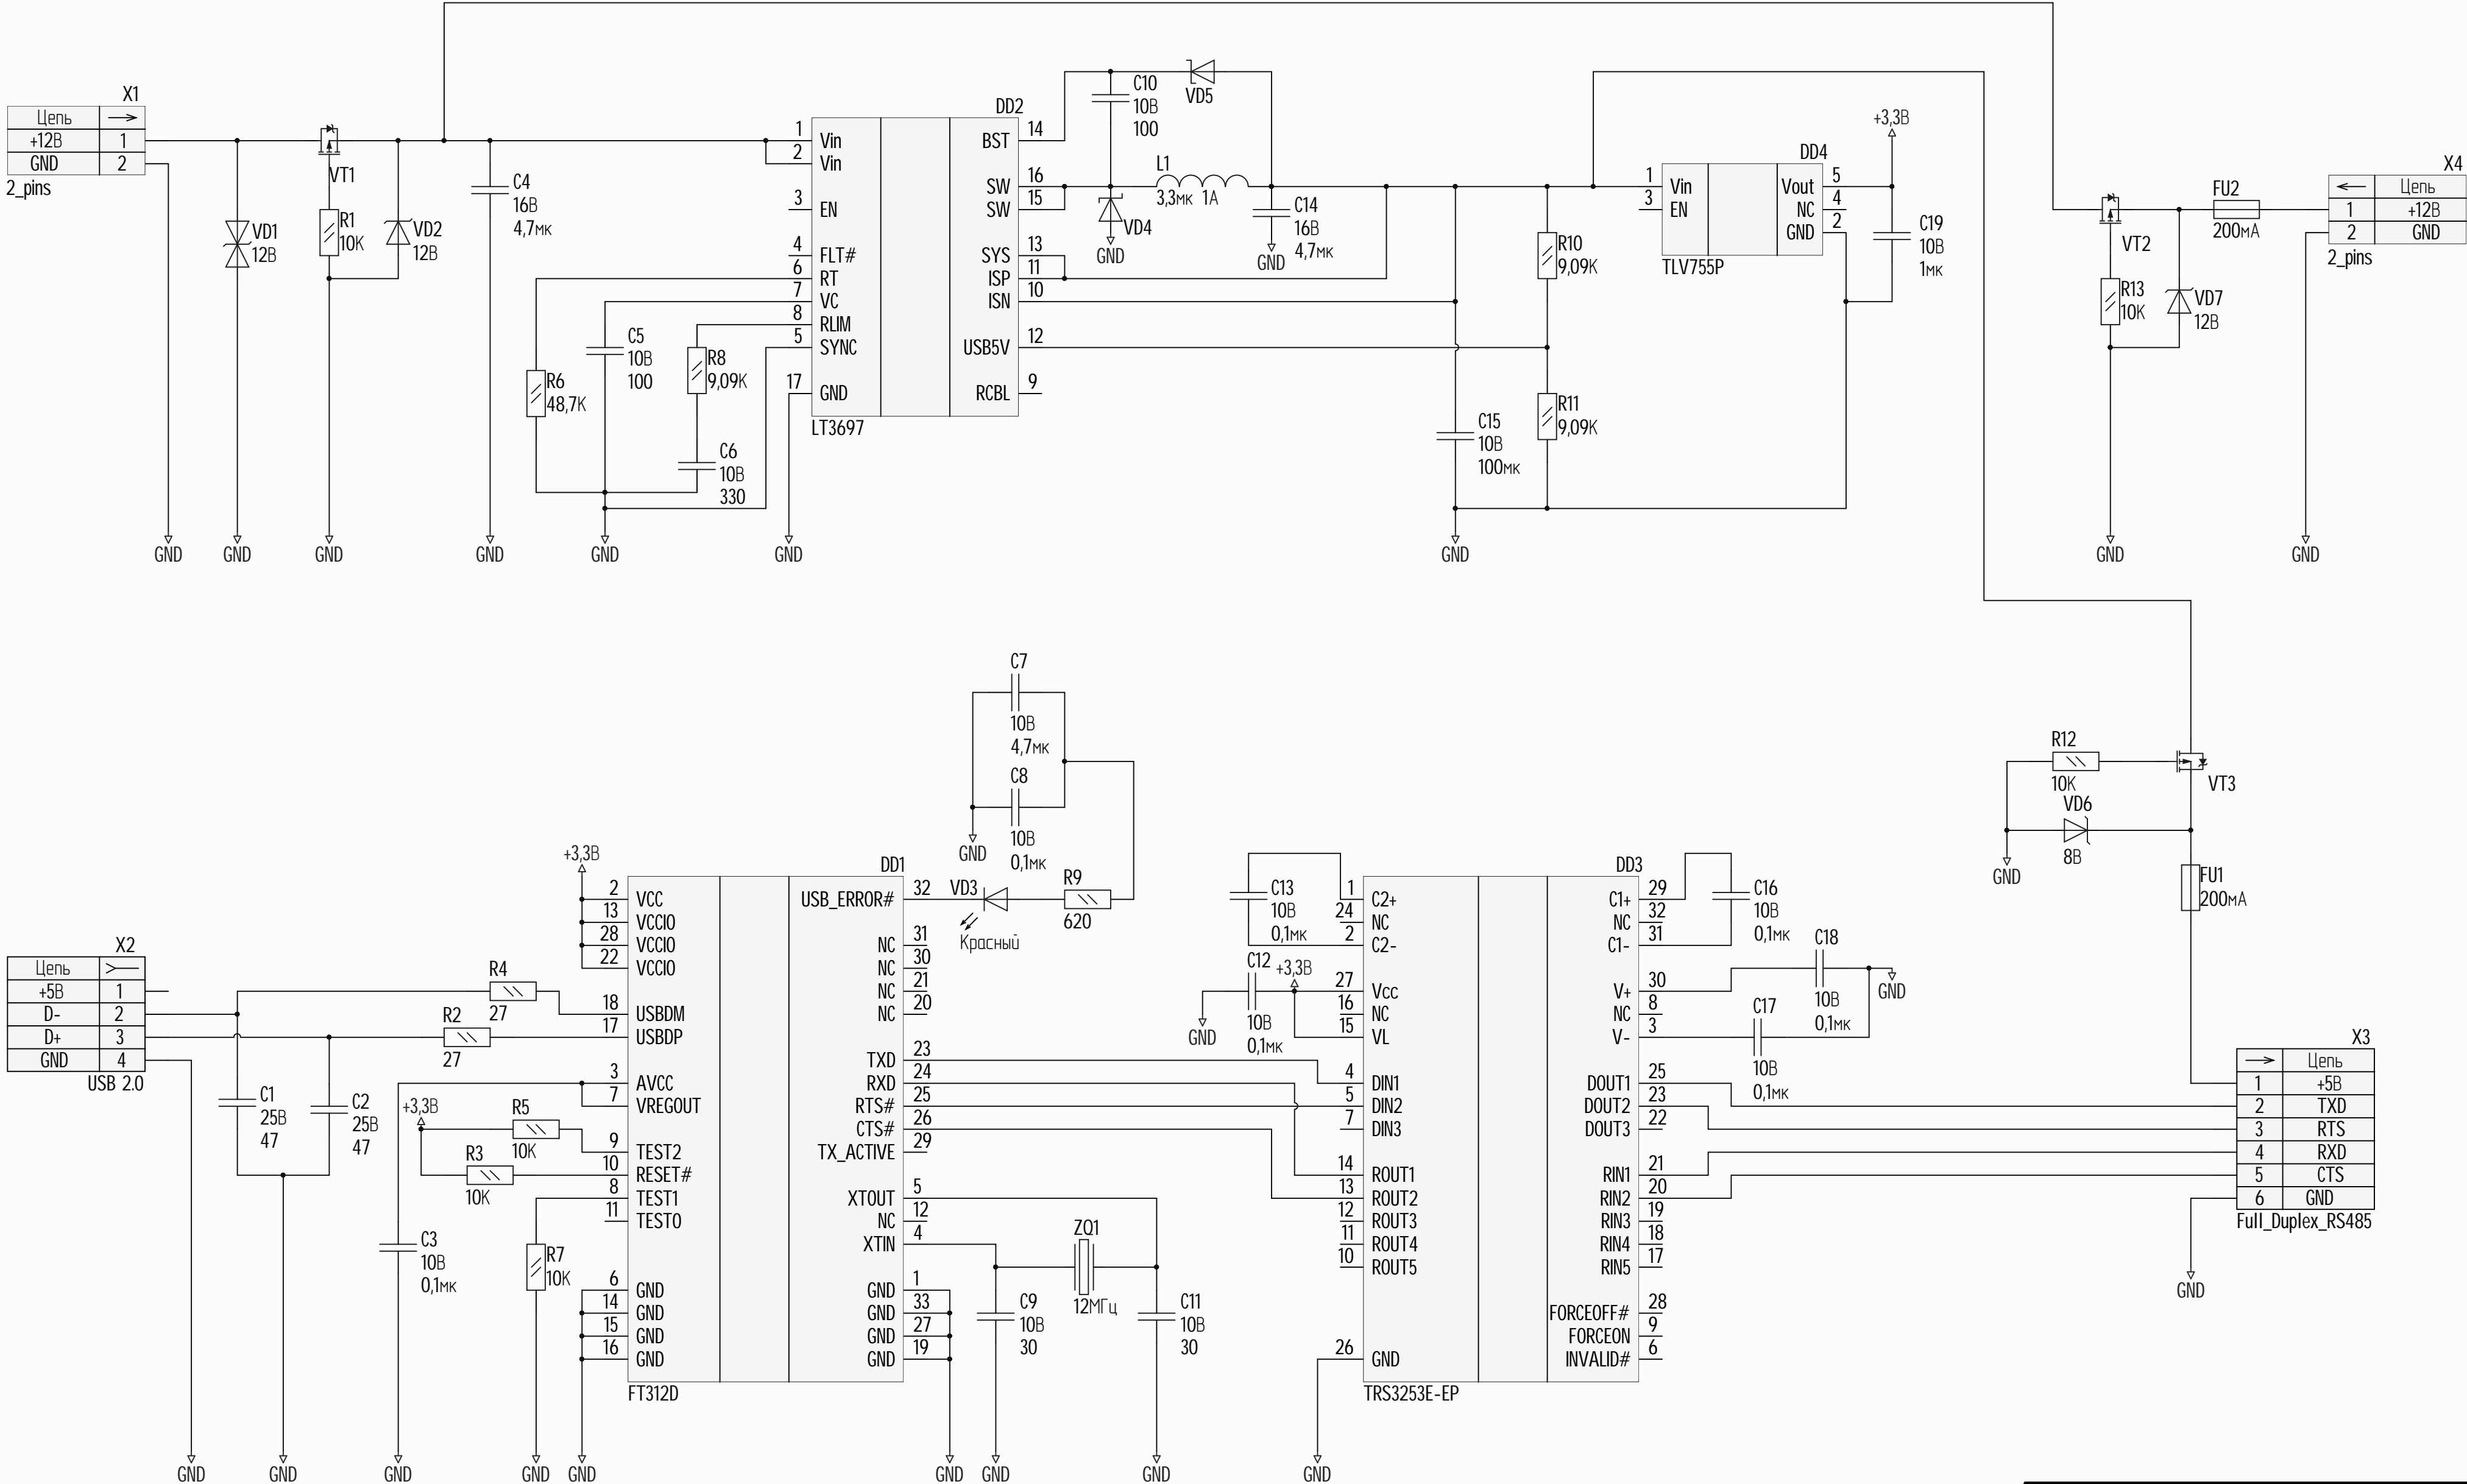 X1
Цепь
+12В 1
GND 2
2_pins
VD1
12В
VT1
R1
10К
VD2
12В
C4
16В
4,7мк
DD2
1 Vin
2 Vin
3 EN
4 FLT#
6 RT
7 VC
8 RLIM
5 SYNC
17 GND
BST 14
SW 16
SW 15
SYS 13
ISP 11
ISN 10
USB5V 12
RCBL 9
LT3697
R6
48,7К
C5
10В
100
R8
9,09К
C6
10В
330
C10
10В
100
VD5
L1
3,3мк 1А
VD4
GND
C14
16В
4,7мк
GND
R10
9,09К
R11
9,09К
C15
10В
100мк
DD4
1 Vin
3 EN
Vout 5
NC 4
GND 2
TLV755P
+3,3В
C19
10В
1мк
VT2
R13
10К
VD7
12В
FU2
200мА
X4
Цепь
1 +12В
2 GND
2_pins
GND
GND
GND
GND
GND
GND
GND
GND
GND
C7
10В
4,7мк
C8
10В
0,1мк
GND
VD3
Красный
R9
620
R12
10К
VT3
VD6
8В
GND
FU1
200мА
X2
Цепь
+5В 1
D- 2
D+ 3
GND 4
USB 2.0
R4
27
R2
27
C1
25В
47
C2
25В
47
+3,3В
R5
10К
R3
10К
C3
10В
0,1мк
R7
10К
+3,3В
DD1
2 VCC
13 VCCIO
28 VCCIO
22 VCCIO
18 USBDM
17 USBDP
3 AVCC
7 VREGOUT
9 TEST2
10 RESET#
8 TEST1
11 TEST0
6 GND
14 GND
15 GND
16 GND
USB_ERROR# 32
NC 31
NC 30
NC 21
NC 20
TXD 23
RXD 24
RTS# 25
CTS# 26
TX_ACTIVE 29
XTOUT 5
NC 12
XTIN 4
GND 1
GND 33
GND 27
GND 19
FT312D
ZQ1
12МГц
C9
10В
30
C11
10В
30
C13
10В
0,1мк
C12
10В
0,1мк
+3,3В
GND
DD3
1 C2+
24 NC
2 C2-
27 Vcc
16 NC
15 VL
4 DIN1
5 DIN2
7 DIN3
14 ROUT1
13 ROUT2
12 ROUT3
11 ROUT4
10 ROUT5
26 GND
C1+ 29
NC 32
C1- 31
V+ 30
NC 8
V- 3
DOUT1 25
DOUT2 23
DOUT3 22
RIN1 21
RIN2 20
RIN3 19
RIN4 18
RIN5 17
FORCEOFF# 28
FORCEON 9
INVALID# 6
TRS3253E-EP
C16
10В
0,1мк
C18
10В
0,1мк
GND
C17
10В
0,1мк
X3
Цепь
1 +5В
2 TXD
3 RTS
4 RXD
5 CTS
6 GND
Full_Duplex_RS485
GND
GND
GND
GND
GND
GND
GND
GND
GND
GND